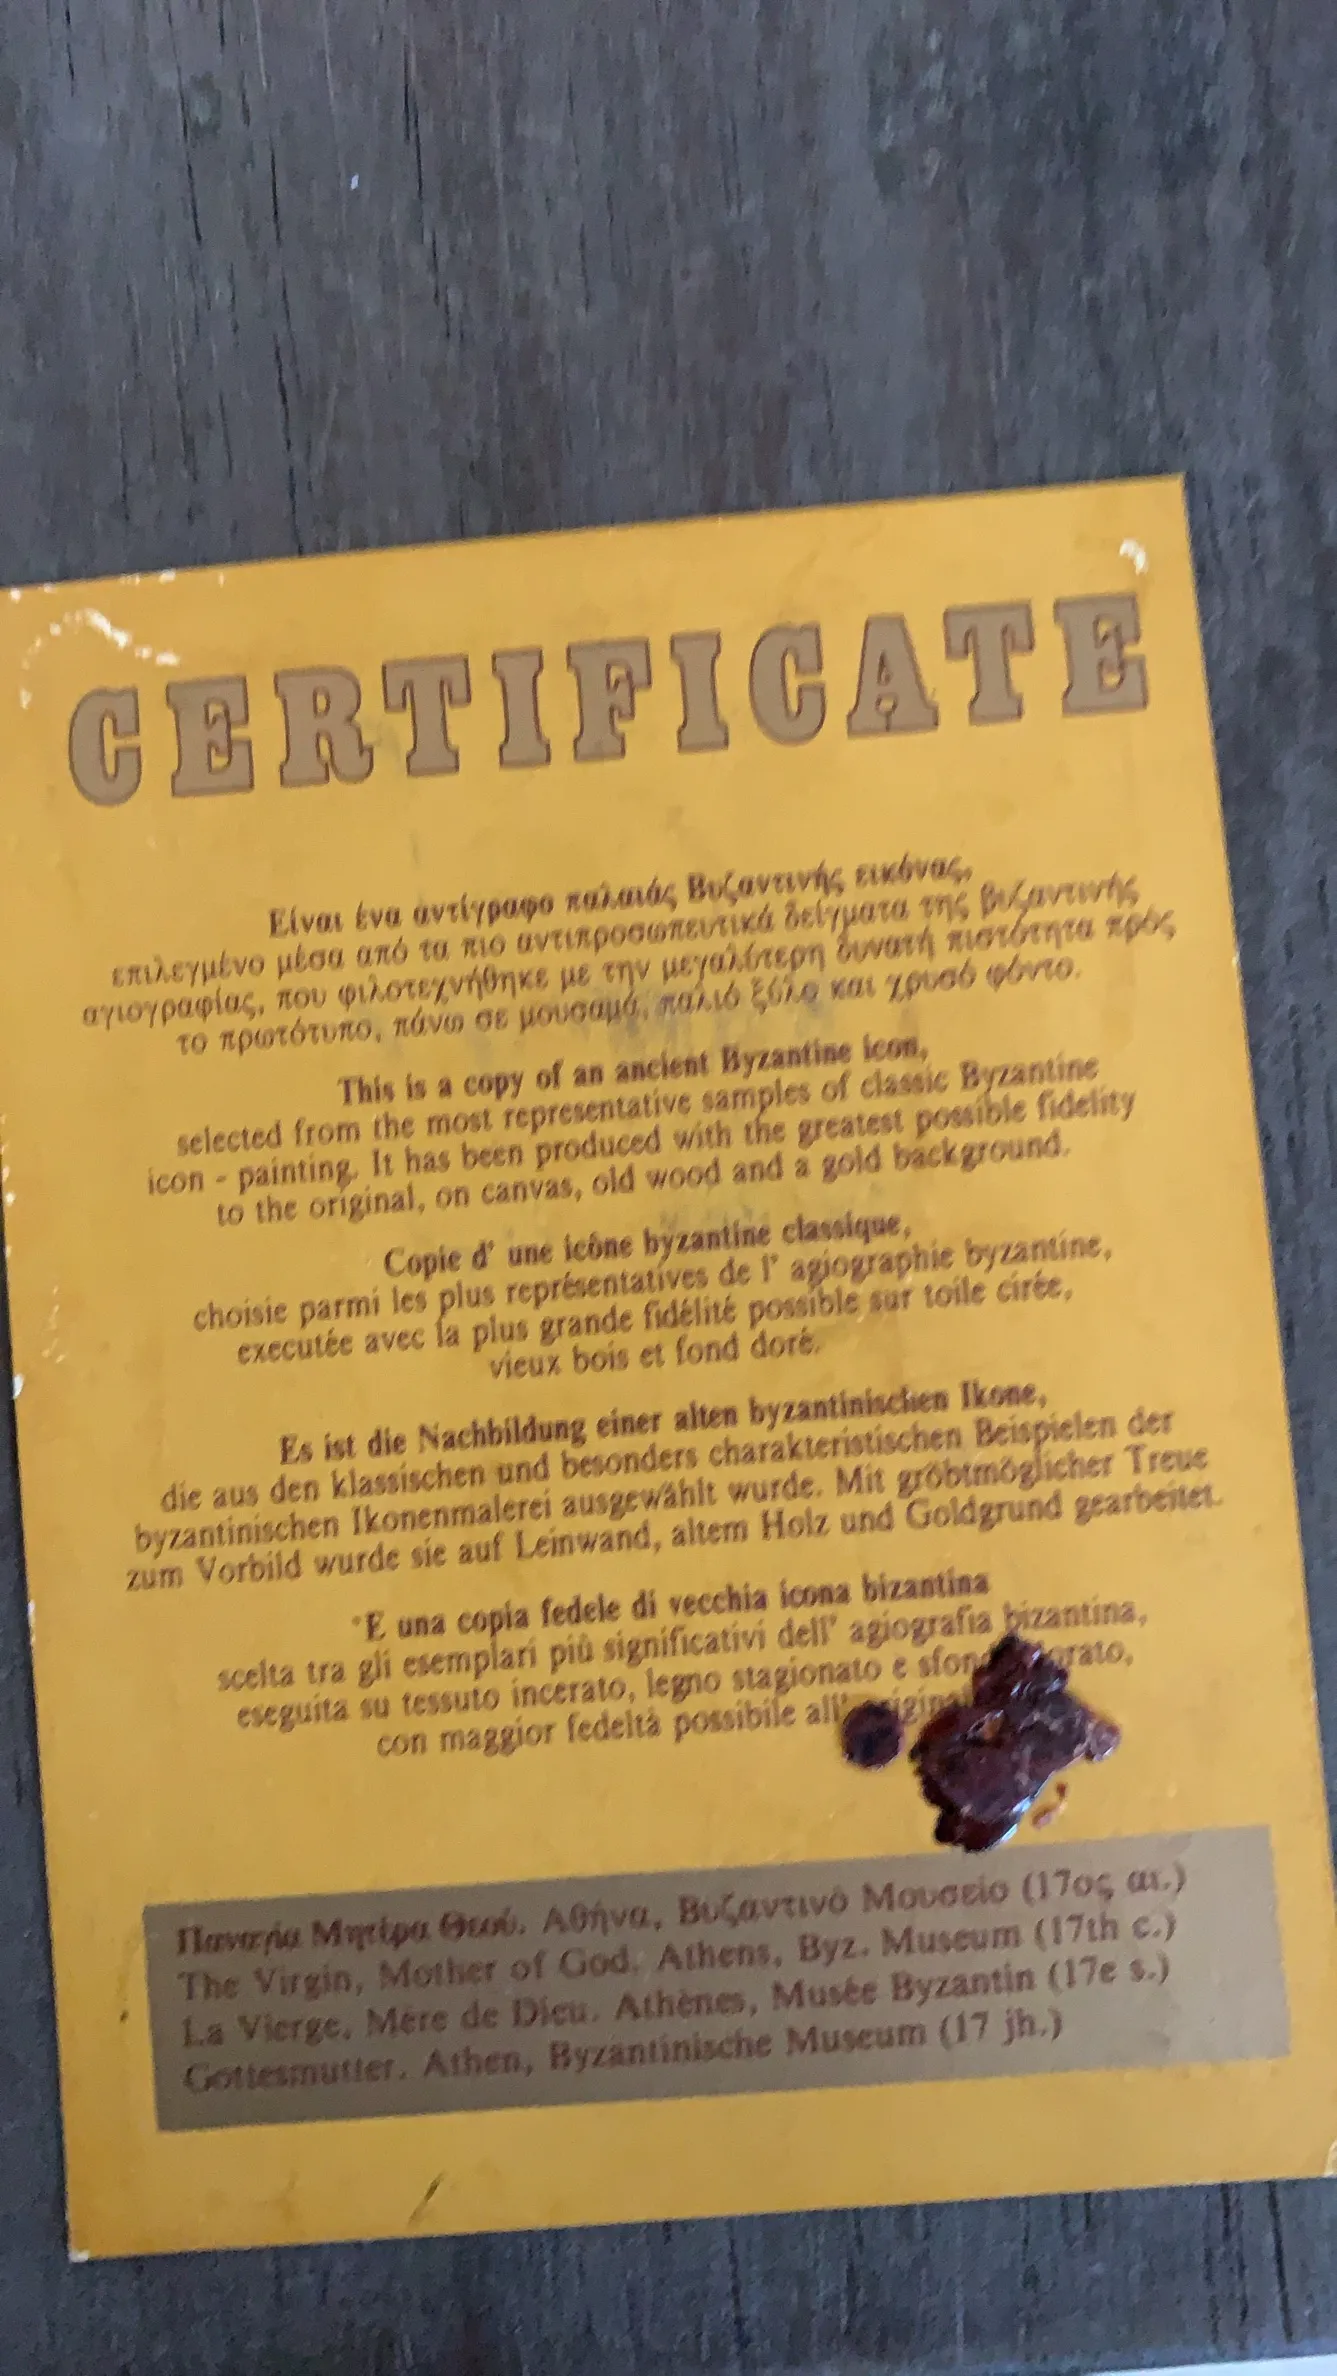 CERTIFICATE
Είναι ένα αντίγραφο παλαιάς Βυζαντινής εικόνας,
επιλεγμένο μέσα από τα πιο αντιπροσωπευτικά δείγματα της βιζαντινής
αγιογραφίας, που φιλοτεχνήθηκε με την μεγαλύτερη δυνατή πιστότητα πρός
το πρωτότυπο, πάνω σε μουσαμά, παλιό ξύλο και χρυσό φόντο.
This is a copy of an ancient Byzantine icon,
selected from the most representative samples of classic Byzantine
icon - painting. It has been produced with the greatest possible fidelity
to the original, on canvas, old wood and a gold background.
Copie d' une icône byzantine classique,
choisie parmi les plus représentatives de l' agiographie byzantine,
executée avec la plus grande fidélité possible sur toile cirée,
vieux bois et fond doré.
Es ist die Nachbildung einer alten byzantinischen Ikone,
die aus den klassischen und besonders charakteristischen Beispielen der
byzantinischen Ikonenmalerei ausgewählt wurde. Mit gröbtmöglicher Treue
zum Vorbild wurde sie auf Leinwand, altem Holz und Goldgrund gearbeitet.
'E una copia fedele di vecchia icona bizantina
scelta tra gli esemplari più significativi dell' agiografia bizantina,
eseguita su tessuto incerato, legno stagionato e
con maggior fedeltà possibile all'
Παναγία Μητέρα Θεού. Αθήνα, Βυζαντινό Μουσείο (17ος αι.)
The Virgin, Mother of God. Athens, Byz. Museum (17th c.)
La Vierge, Mère de Dieu. Athènes, Musée Byzantin (17e s.)
Gottesmutter. Athen, Byzantinische Museum (17 jh.)